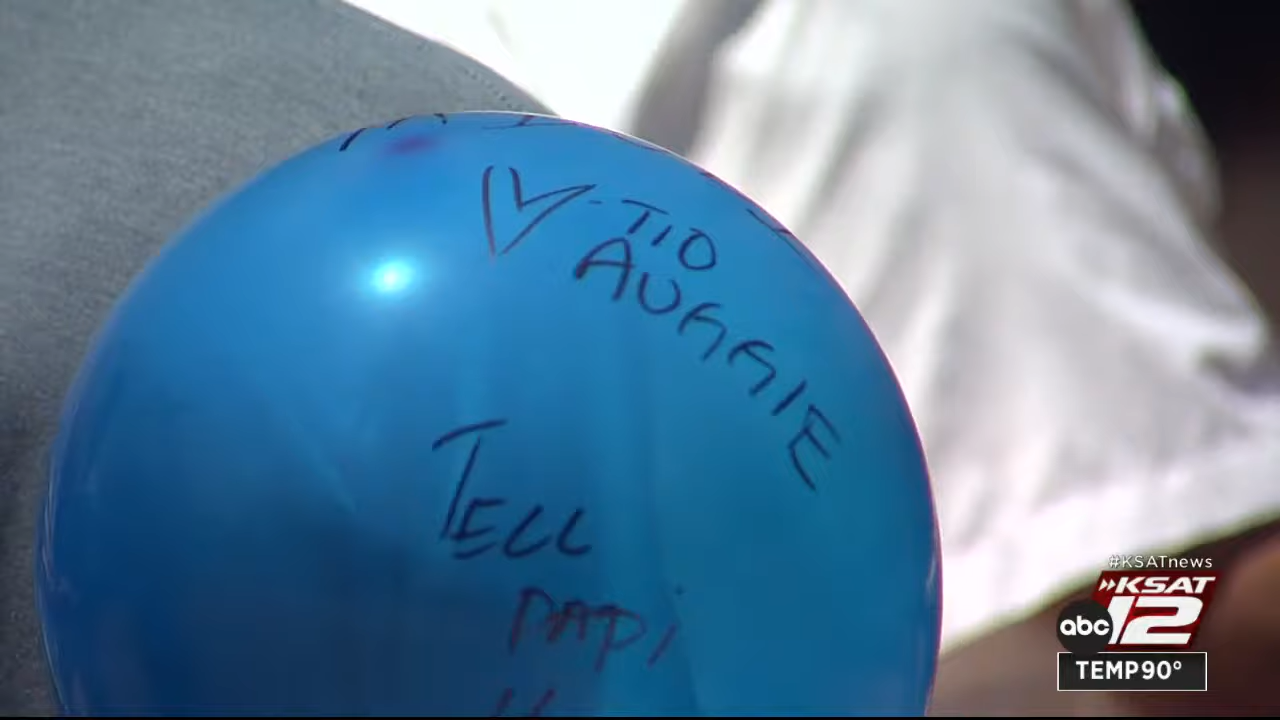 ♡-TIO
AUGGIE
TELL
PAPi
#KSATnews
KSAT
abc 12
TEMP90°